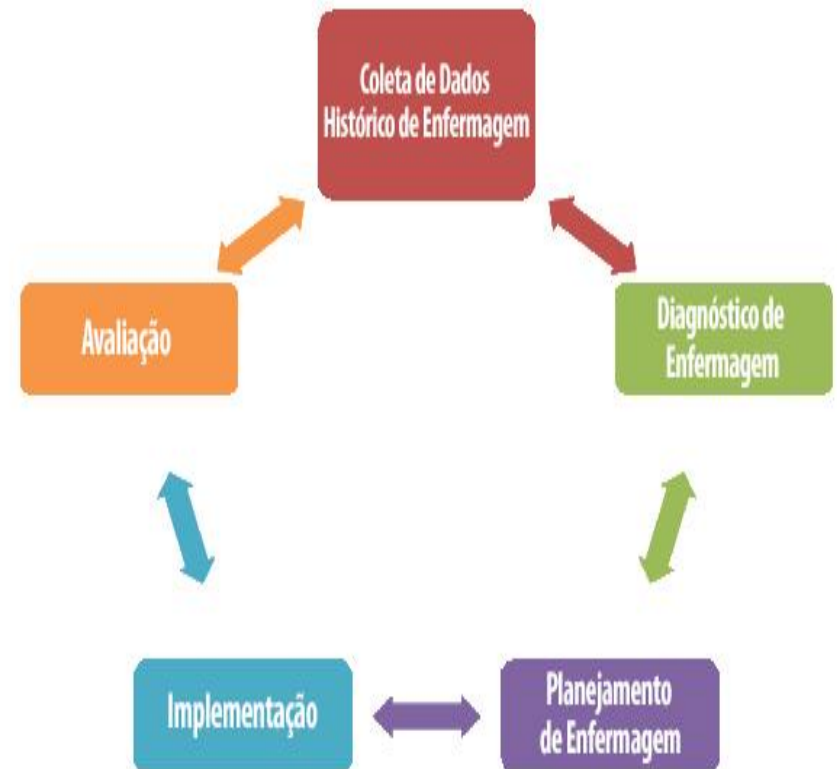 Coleta de Dados
Histórico de Enfermagem
Diagnóstico de
Enfermagem
Planejamento
de Enfermagem
Implementação
Avaliação